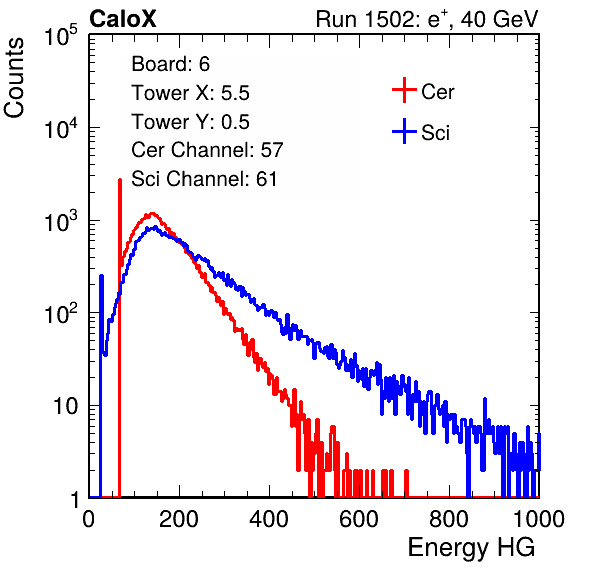 CaloX Run 1502: e⁺, 40 GeV
Counts
Board: 6
Tower X: 5.5
Tower Y: 0.5
Cer Channel: 57
Sci Channel: 61
Cer
Sci
10⁵
10⁴
10³
10²
10
1
0 200 400 600 800 1000
Energy HG